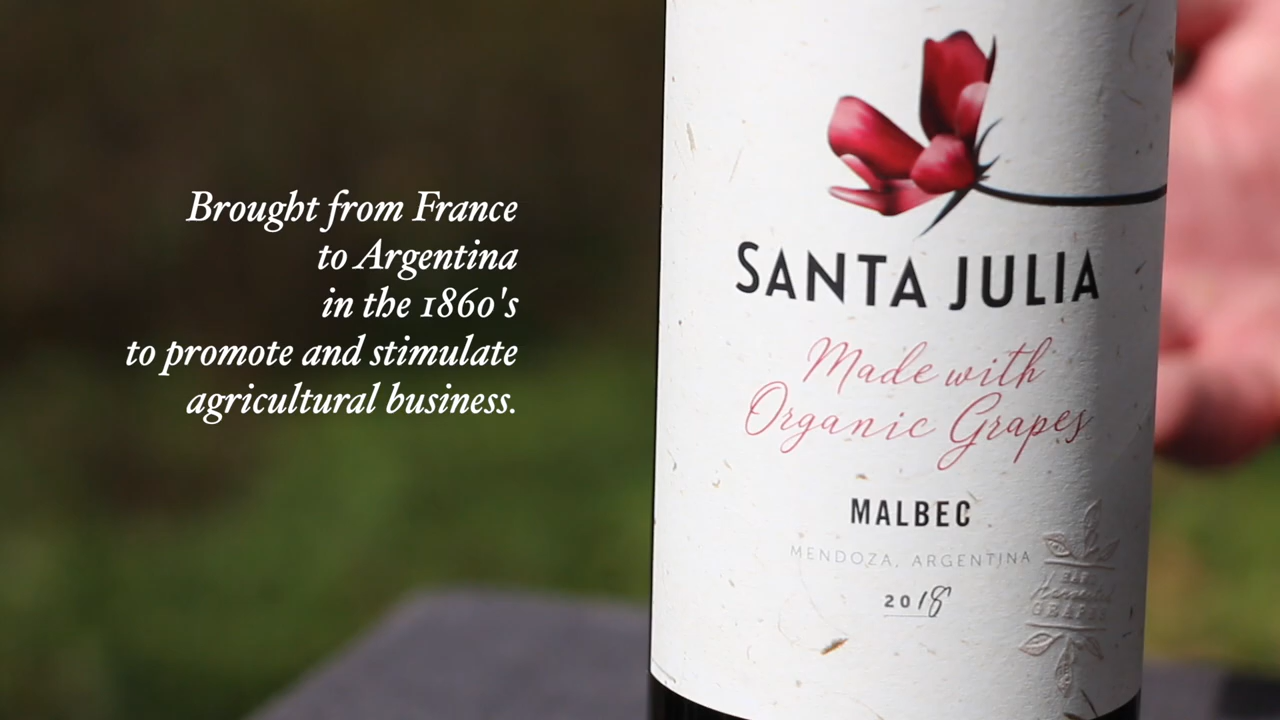 Brought from France
to Argentina
in the 1860's
to promote and stimulate
agricultural business.
SANTA JULIA
Made with
Organic Grapes
MALBEC
MENDOZA, ARGENTINA
2018